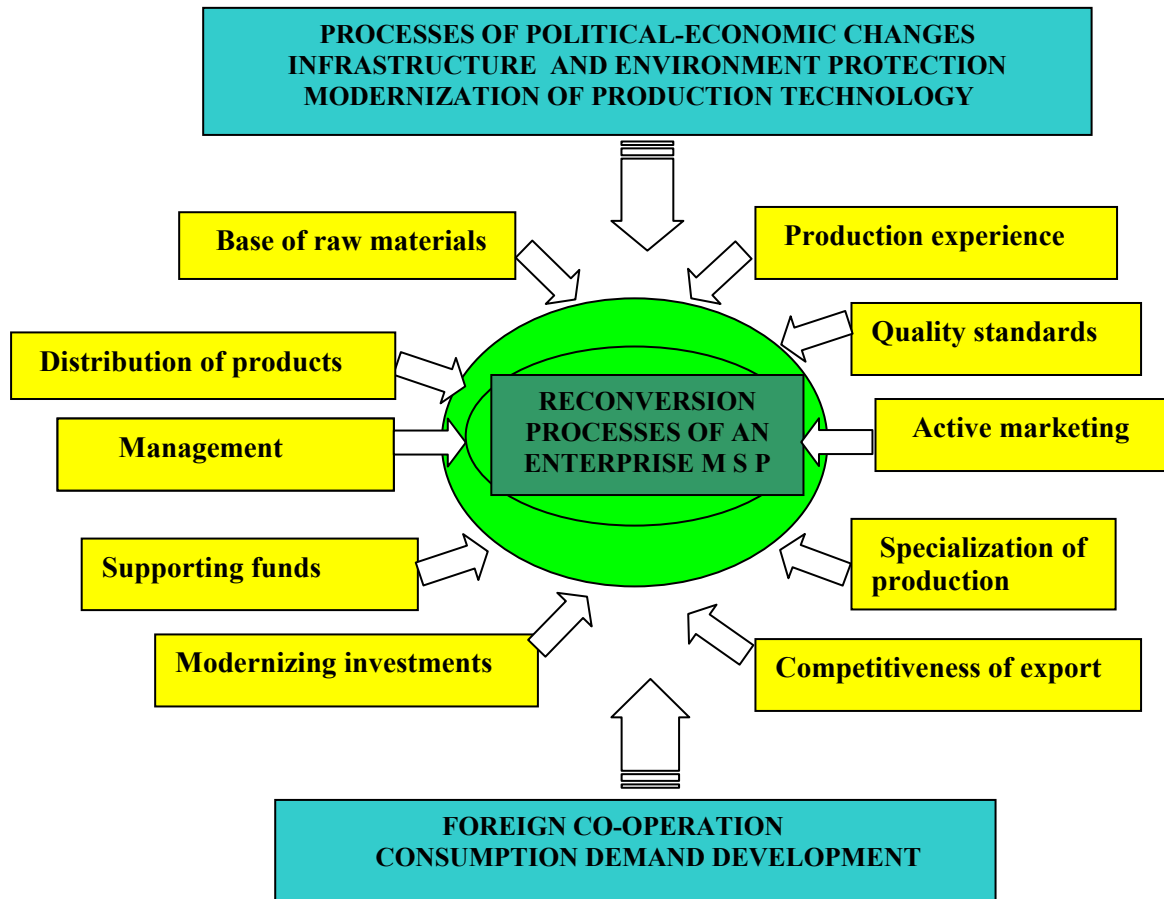 PROCESSES OF POLITICAL-ECONOMIC CHANGES
INFRASTRUCTURE AND ENVIRONMENT PROTECTION
MODERNIZATION OF PRODUCTION TECHNOLOGY
Base of raw materials
Production experience
Distribution of products
Quality standards
RECONVERSION
PROCESSES OF AN
ENTERPRISE M S P
Management
Active marketing
Supporting funds
Specialization of
production
Modernizing investments
Competitiveness of export
FOREIGN CO-OPERATION
CONSUMPTION DEMAND DEVELOPMENT